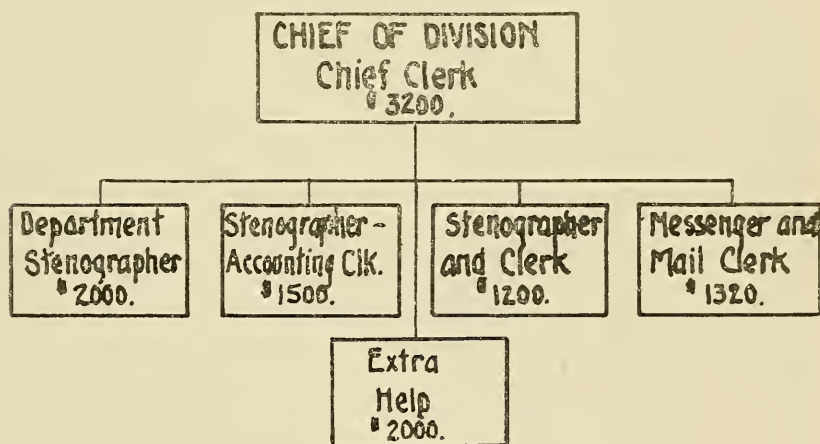 CHIEF OF DIVISION
Chief Clerk
$ 3200.
Department
Stenographer
$ 2000.
Stenographer -
Accounting Clk.
$ 1500.
Stenographer
and Clerk
$ 1200.
Messenger and
Mail Clerk
$ 1320.
Extra
Help
$ 2000.